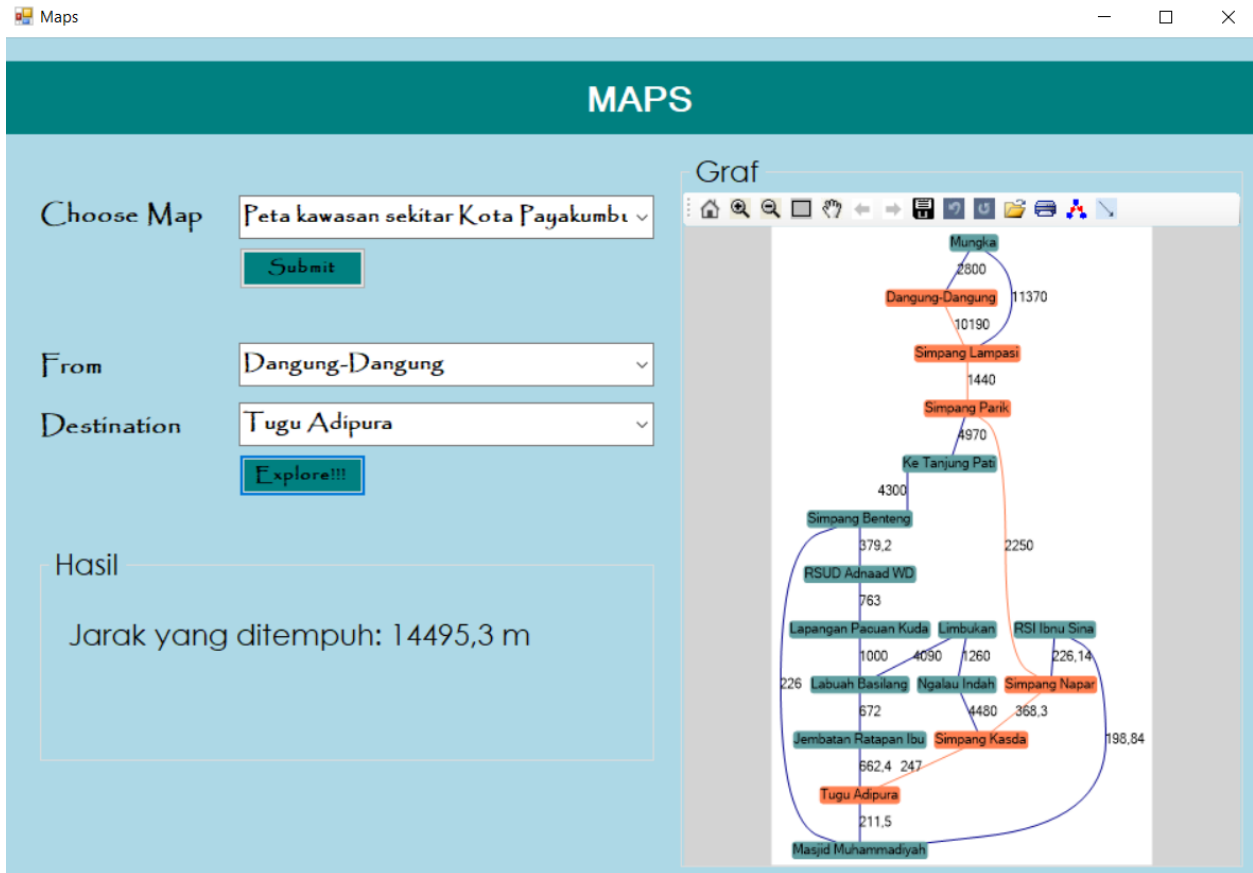 Maps
MAPS
Choose Map
Peta kawasan sekitar Kota Payakumbu
Submit
From
Dangung-Dangung
Destination
Tugu Adipura
Explore!!!
Hasil
Jarak yang ditempuh: 14495,3 m
Graf
Mungka
2800
Dangung-Dangung
11370
10190
Simpang Lampasi
1440
Simpang Parik
4970
Ke Tanjung Pati
4300
Simpang Benteng
379,2
2250
RSUD Adnaad WD
763
Lapangan Pacuan Kuda
Limbukan
RSI Ibnu Sina
1000
4090
1260
226,14
226
Labuah Basilang
Ngalau Indah
Simpang Napar
672
4480
368,3
Jembatan Ratapan Ibu
Simpang Kasda
198,84
662,4
247
Tugu Adipura
211,5
Masjid Muhammadiyah